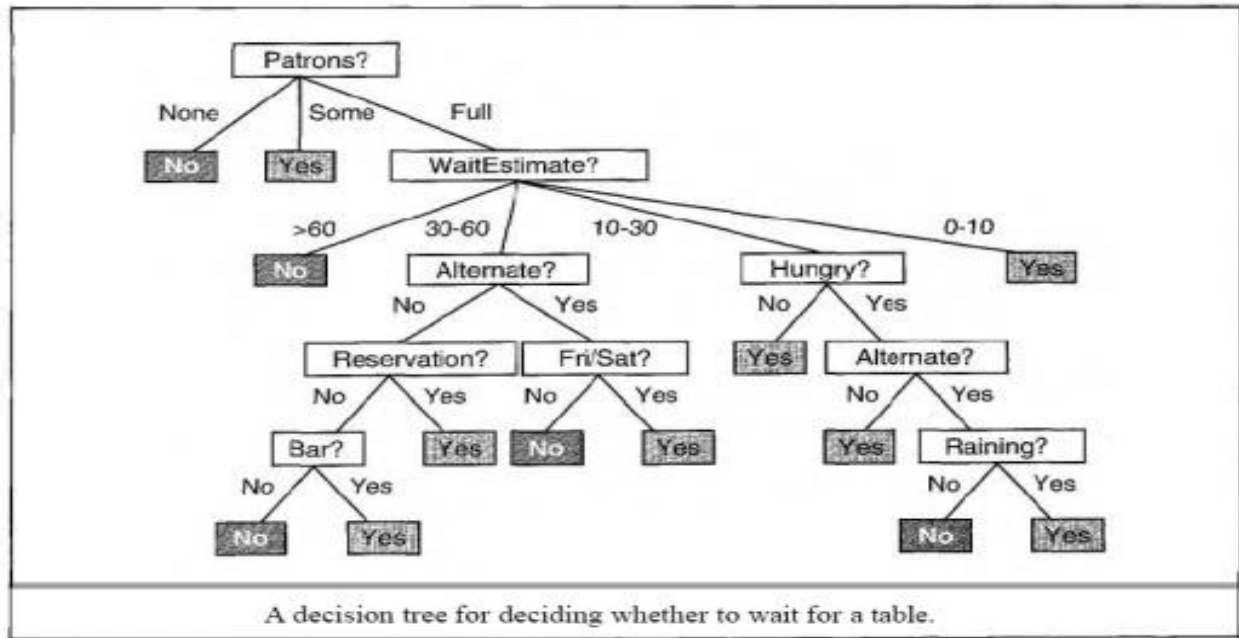 Patrons?
None Some Full
No Yes WaitEstimate?
>60 30-60 10-30 0-10
No Alternate? Hungry? Yes
No Yes No Yes
Reservation? Fri/Sat? Yes Alternate?
No Yes No Yes No Yes
Bar? Yes No Yes Yes Raining?
No Yes No Yes
No Yes No Yes
A decision tree for deciding whether to wait for a table.